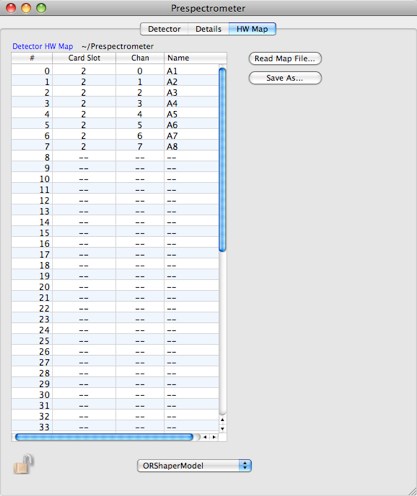 Prespectrometer
Detector Details HW Map
Detector HW Map ~/Prespectrometer
Read Map File...
Save As...
# Card Slot Chan Name
0 2 0 A1
1 2 1 A2
2 2 2 A3
3 2 3 A4
4 2 4 A5
5 2 5 A6
6 2 6 A7
7 2 7 A8
8 -- -- --
9 -- -- --
10 -- -- --
11 -- -- --
12 -- -- --
13 -- -- --
14 -- -- --
15 -- -- --
16 -- -- --
17 -- -- --
18 -- -- --
19 -- -- --
20 -- -- --
21 -- -- --
22 -- -- --
23 -- -- --
24 -- -- --
25 -- -- --
26 -- -- --
27 -- -- --
28 -- -- --
29 -- -- --
30 -- -- --
31 -- -- --
32 -- -- --
33 -- -- --
ORShaperModel